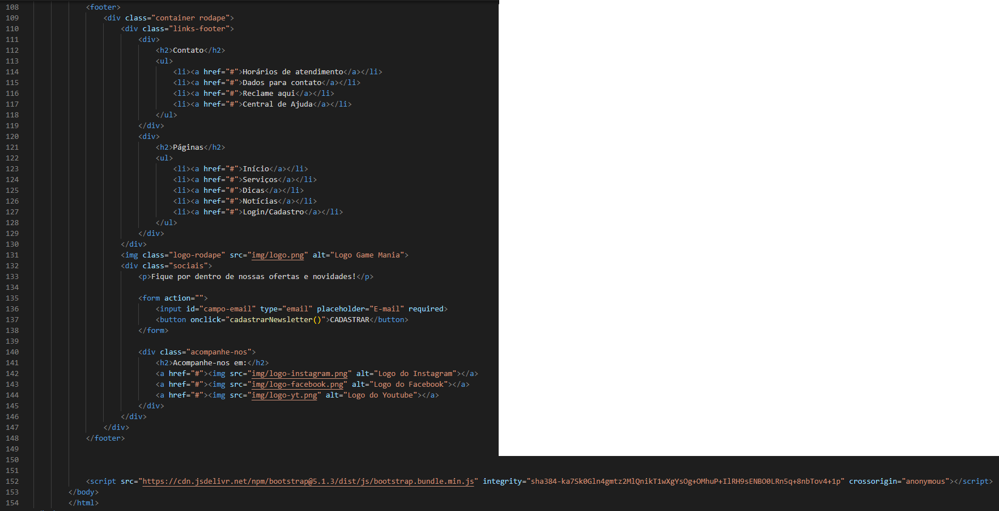 108 <footer>
109 <div class="container rodape">
110 <div class="links-footer">
111 <div>
112 <h2>Contato</h2>
113 <ul>
114 <li><a href="#">Horários de atendimento</a></li>
115 <li><a href="#">Dados para contato</a></li>
116 <li><a href="#">Reclame aqui</a></li>
117 <li><a href="#">Central de Ajuda</a></li>
118 </ul>
119 </div>
120 <div>
121 <h2>Páginas</h2>
122 <ul>
123 <li><a href="#">Início</a></li>
124 <li><a href="#">Serviços</a></li>
125 <li><a href="#">Dicas</a></li>
126 <li><a href="#">Notícias</a></li>
127 <li><a href="#">Login/Cadastro</a></li>
128 </ul>
129 </div>
130 </div>
131 <img class="logo-rodape" src="img/logo.png" alt="Logo Game Mania">
132 <div class="sociais">
133 <p>Fique por dentro de nossas ofertas e novidades!</p>
134
135 <form action="">
136 <input id="campo-email" type="email" placeholder="E-mail" required>
137 <button onclick="cadastrarNewsletter()">CADASTRAR</button>
138 </form>
139
140 <div class="acompanhe-nos">
141 <h2>Acompanhe-nos em:</h2>
142 <a href="#"><img src="img/logo-instagram.png" alt="Logo do Instagram"></a>
143 <a href="#"><img src="img/logo-facebook.png" alt="Logo do Facebook"></a>
144 <a href="#"><img src="img/logo-yt.png" alt="Logo do Youtube"></a>
145 </div>
146 </div>
147 </div>
148 </footer>
149
150
151
152 <script src="https://cdn.jsdelivr.net/npm/bootstrap@5.1.3/dist/js/bootstrap.bundle.min.js" integrity="sha384-ka7Sk0Gln4gmtz2MlQnikT1wXgYsOg+OMhuP+IlRH9sENBO0LRn5q+8nbTov4+1p" crossorigin="anonymous"></script>
153 </body>
154 </html>